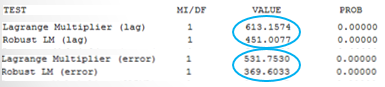 TEST MI/DF VALUE PROB
Lagrange Multiplier (lag) 1 613.1574 0.00000
Robust LM (lag) 1 451.0077 0.00000
Lagrange Multiplier (error) 1 531.7530 0.00000
Robust LM (error) 1 369.6033 0.00000